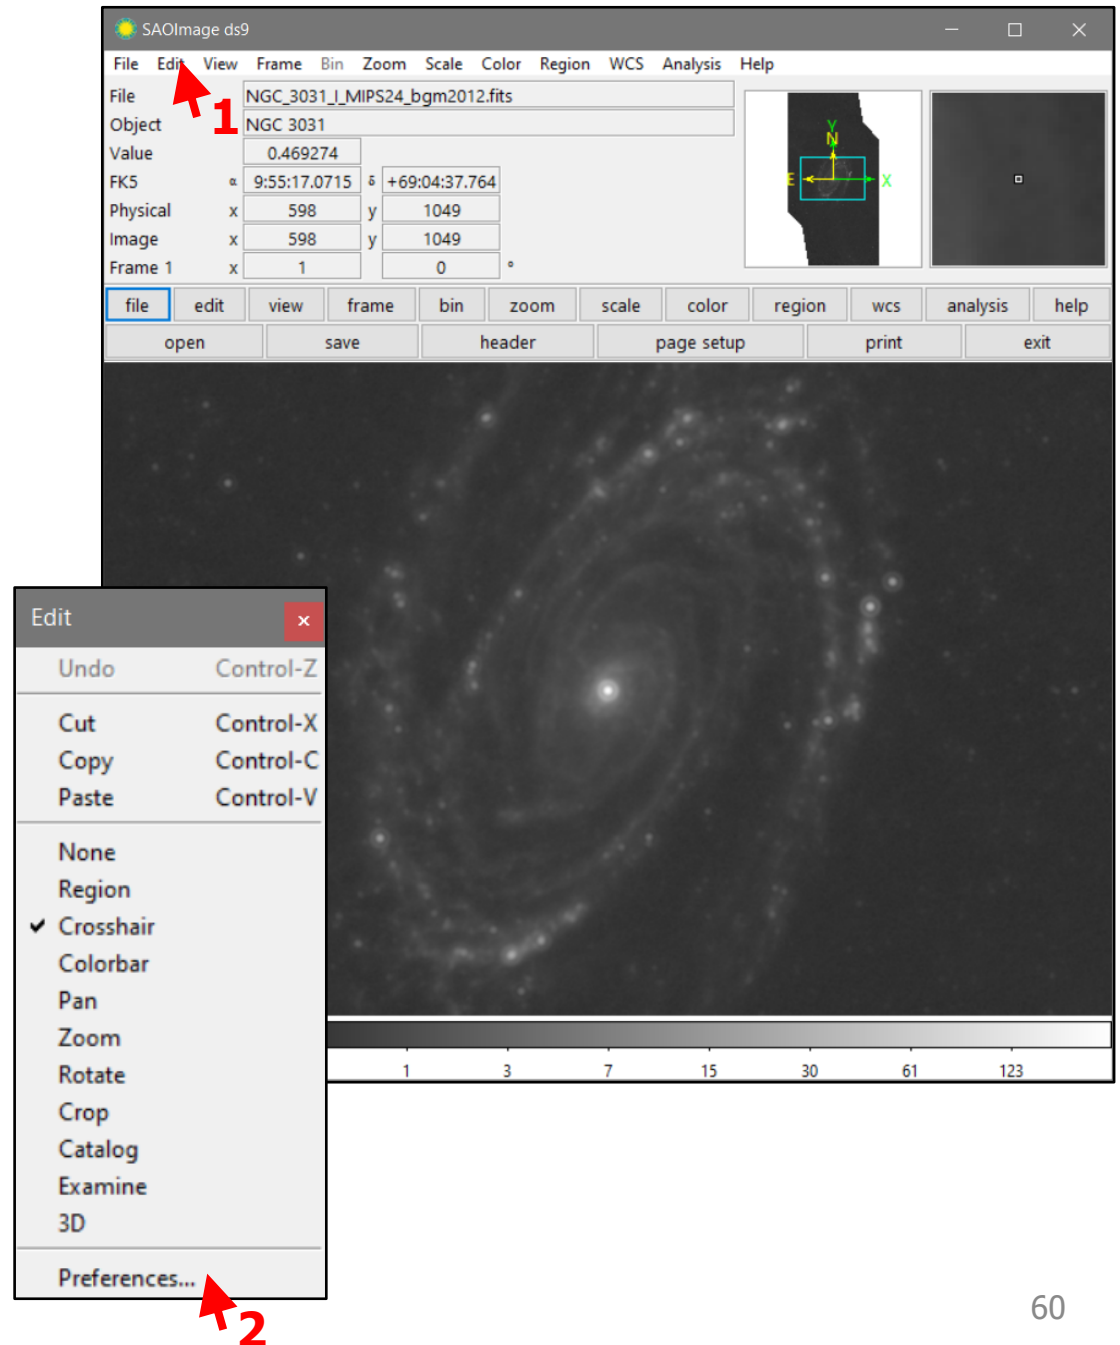 SAOImage ds9
File Edit View Frame Bin Zoom Scale Color Region WCS Analysis Help
1
File NGC_3031_I_MIPS24_bgm2012.fits
Object NGC 3031
Value 0.469274
FK5 α 9:55:17.0715 δ +69:04:37.764
Physical x 598 y 1049
Image x 598 y 1049
Frame 1 x 1 0 °
Y
N
E X
file edit view frame bin zoom scale color region wcs analysis help
open save header page setup print exit
Edit
Undo Control-Z
Cut Control-X
Copy Control-C
Paste Control-V
None
Region
Crosshair
Colorbar
Pan
Zoom
Rotate
Crop
Catalog
Examine
3D
Preferences...
2
1 3 7 15 30 61 123
60